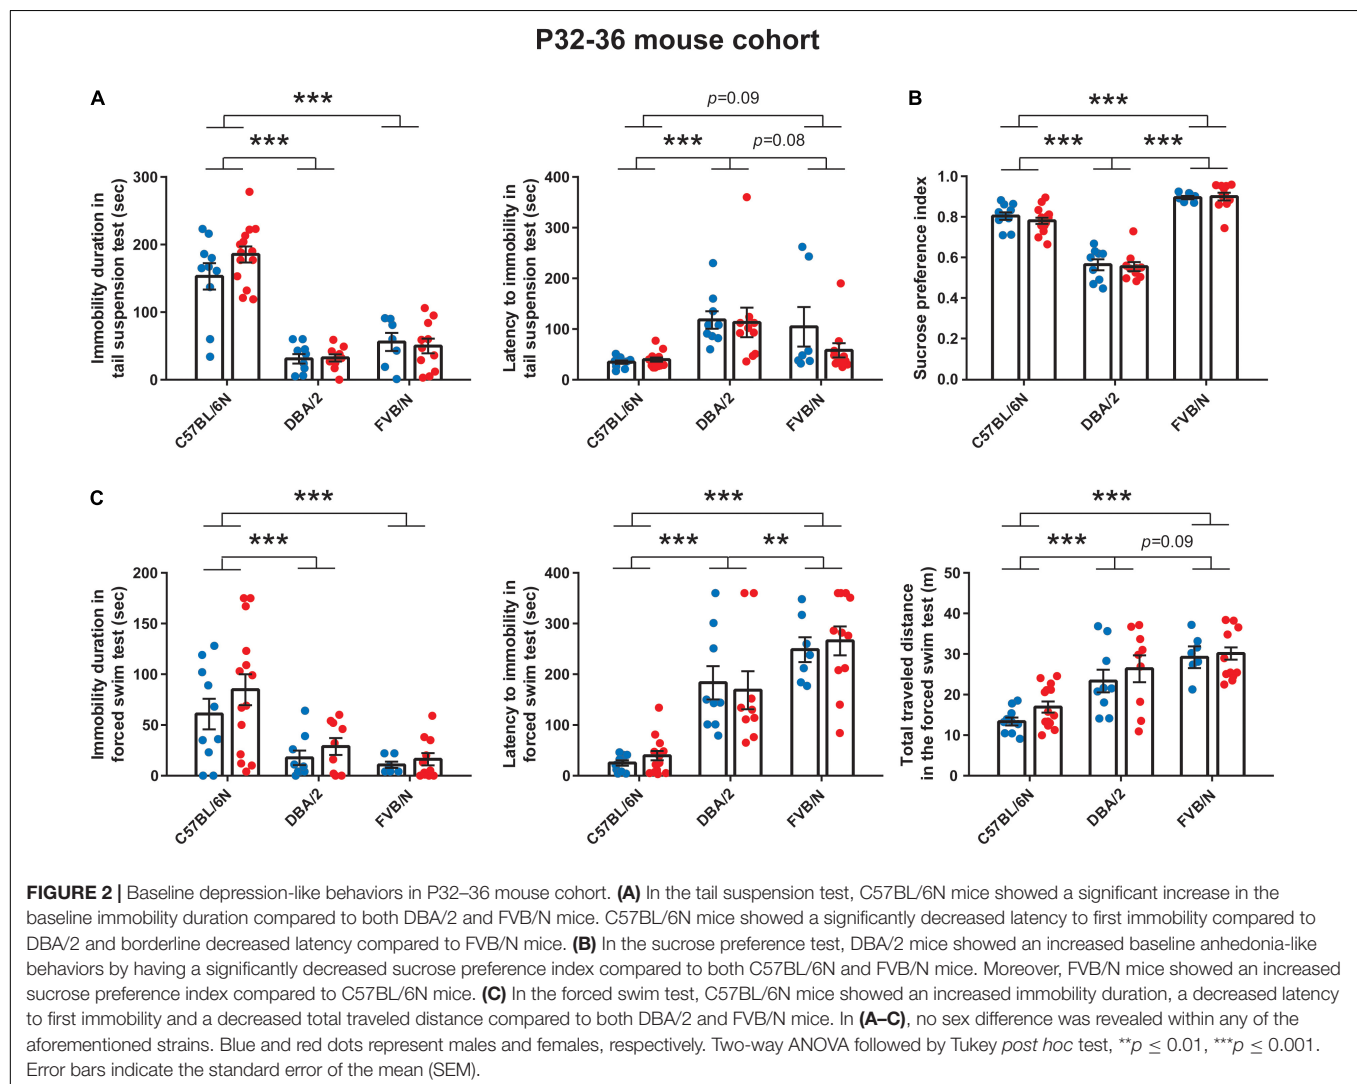 P32-36 mouse cohort
A
***
***
Immobility duration in
tail suspension test (sec)
300
200
100
0
C57BL/6N
DBA/2
FVB/N
p=0.09
***
p=0.08
Latency to immobility in
tail suspension test (sec)
400
300
200
100
0
C57BL/6N
DBA/2
FVB/N
B
***
***
***
Sucrose preference index
1.0
0.8
0.6
0.4
0.2
0.0
C57BL/6N
DBA/2
FVB/N
C
***
***
Immobility duration in
forced swim test (sec)
200
150
100
50
0
C57BL/6N
DBA/2
FVB/N
***
***
**
Latency to immobility in
forced swim test (sec)
400
300
200
100
0
C57BL/6N
DBA/2
FVB/N
***
***
p=0.09
Total traveled distance
in the forced swim test (m)
50
40
30
20
10
0
C57BL/6N
DBA/2
FVB/N
FIGURE 2 | Baseline depression-like behaviors in P32–36 mouse cohort. (A) In the tail suspension test, C57BL/6N mice showed a significant increase in the
baseline immobility duration compared to both DBA/2 and FVB/N mice. C57BL/6N mice showed a significantly decreased latency to first immobility compared to
DBA/2 and borderline decreased latency compared to FVB/N mice. (B) In the sucrose preference test, DBA/2 mice showed an increased baseline anhedonia-like
behaviors by having a significantly decreased sucrose preference index compared to both C57BL/6N and FVB/N mice. Moreover, FVB/N mice showed an increased
sucrose preference index compared to C57BL/6N mice. (C) In the forced swim test, C57BL/6N mice showed an increased immobility duration, a decreased latency
to first immobility and a decreased total traveled distance compared to both DBA/2 and FVB/N mice. In (A–C), no sex difference was revealed within any of the
aforementioned strains. Blue and red dots represent males and females, respectively. Two-way ANOVA followed by Tukey post hoc test, **p ≤ 0.01, ***p ≤ 0.001.
Error bars indicate the standard error of the mean (SEM).